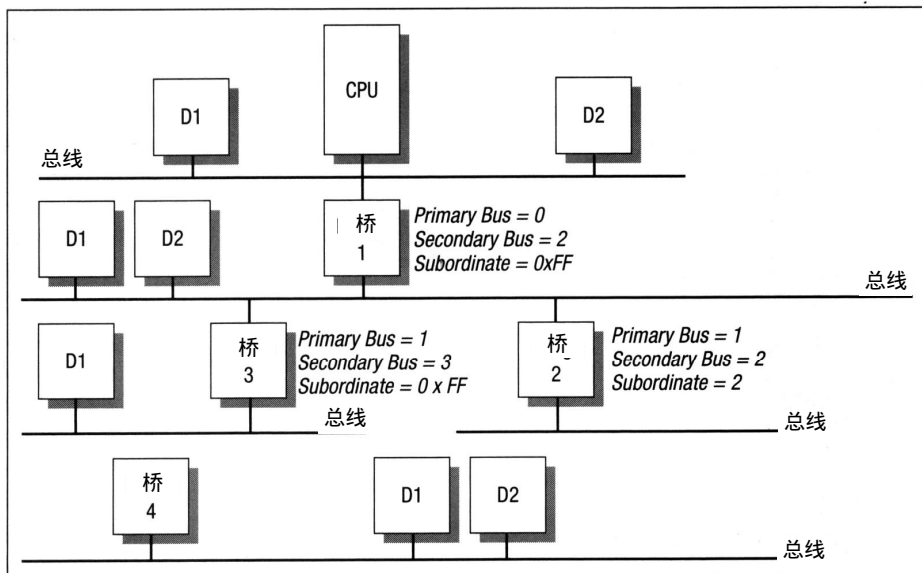 CPU
D1
D2
总线
D1
D2
桥
1
Primary Bus = 0
Secondary Bus = 2
Subordinate = 0xFF
总线
D1
桥
3
Primary Bus = 1
Secondary Bus = 3
Subordinate = 0 x FF
桥
2
Primary Bus = 1
Secondary Bus = 2
Subordinate = 2
总线
总线
桥
4
D1
D2
总线